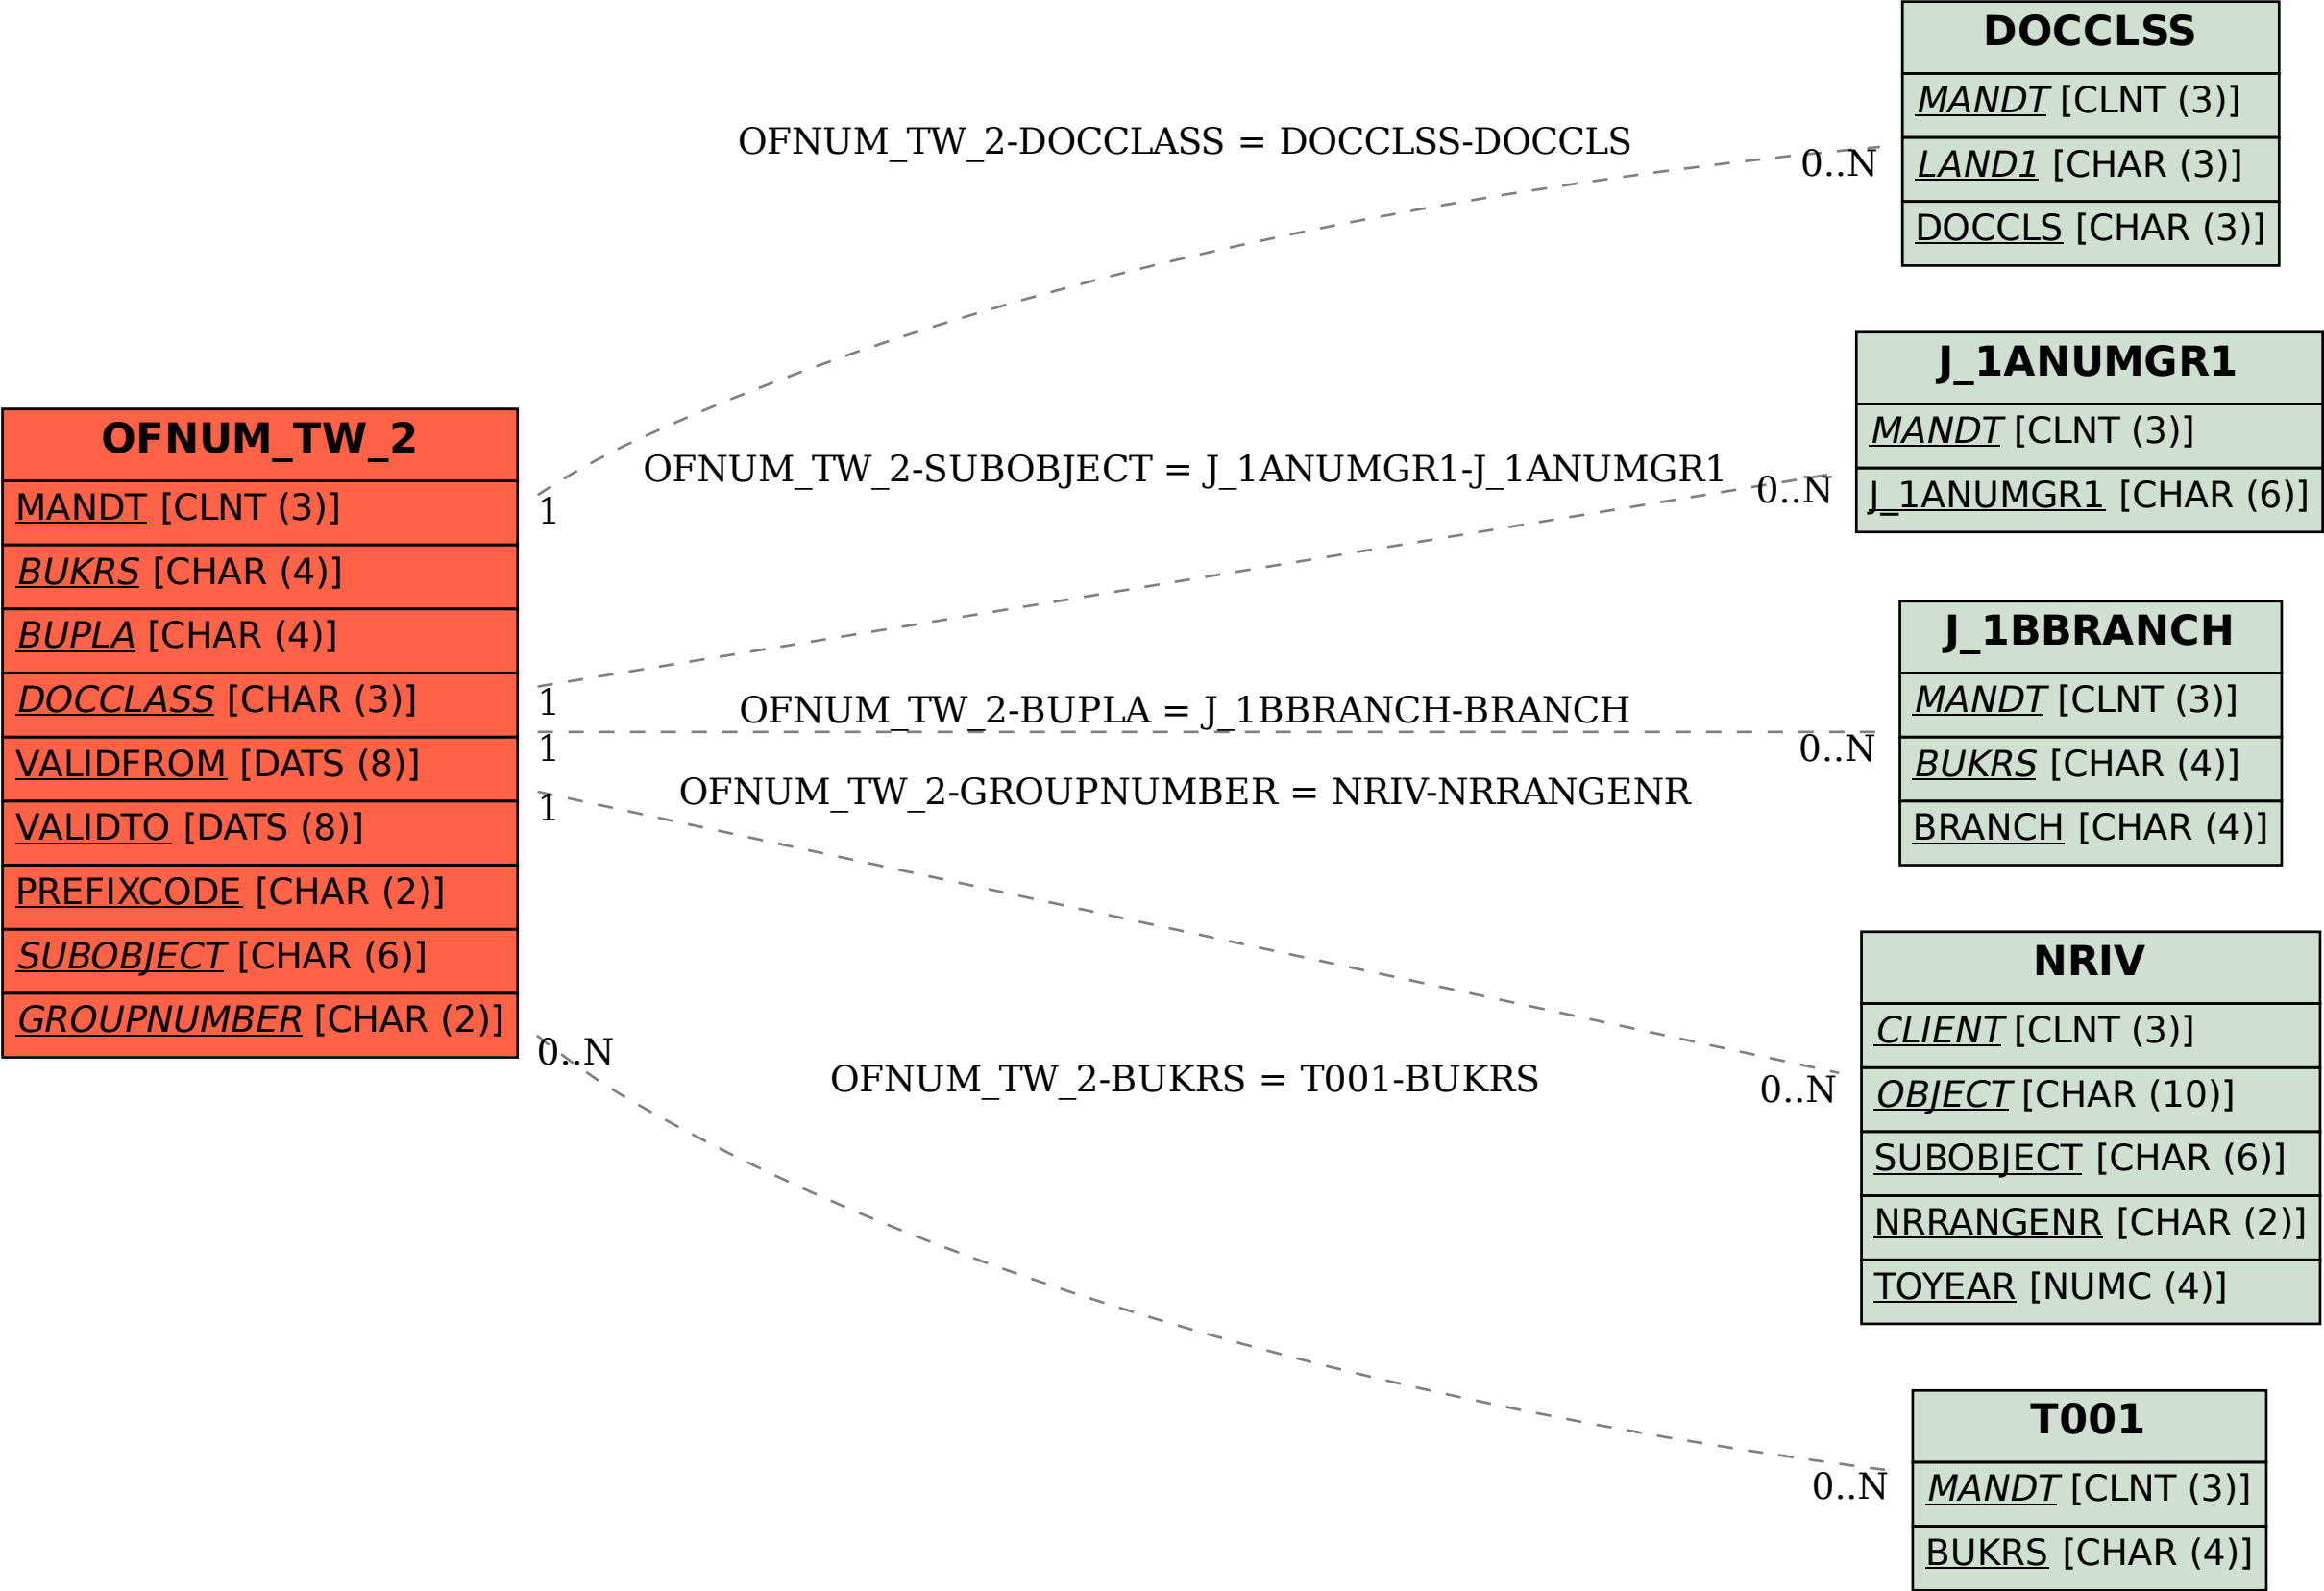 OFNUM_TW_2
MANDT [CLNT (3)]
BUKRS [CHAR (4)]
BUPLA [CHAR (4)]
DOCCLASS [CHAR (3)]
VALIDFROM [DATS (8)]
VALIDTO [DATS (8)]
PREFIXCODE [CHAR (2)]
SUBOBJECT [CHAR (6)]
GROUPNUMBER [CHAR (2)]
OFNUM_TW_2-DOCCLASS = DOCCLSS-DOCCLS
0..N
1
OFNUM_TW_2-SUBOBJECT = J_1ANUMGR1-J_1ANUMGR1
0..N
1
OFNUM_TW_2-BUPLA = J_1BBRANCH-BRANCH
1
0..N
OFNUM_TW_2-GROUPNUMBER = NRIV-NRRANGENR
1
0..N
OFNUM_TW_2-BUKRS = T001-BUKRS
0..N
0..N
DOCCLSS
MANDT [CLNT (3)]
LAND1 [CHAR (3)]
DOCCLS [CHAR (3)]
J_1ANUMGR1
MANDT [CLNT (3)]
J_1ANUMGR1 [CHAR (6)]
J_1BBRANCH
MANDT [CLNT (3)]
BUKRS [CHAR (4)]
BRANCH [CHAR (4)]
NRIV
CLIENT [CLNT (3)]
OBJECT [CHAR (10)]
SUBOBJECT [CHAR (6)]
NRRANGENR [CHAR (2)]
TOYEAR [NUMC (4)]
T001
MANDT [CLNT (3)]
BUKRS [CHAR (4)]